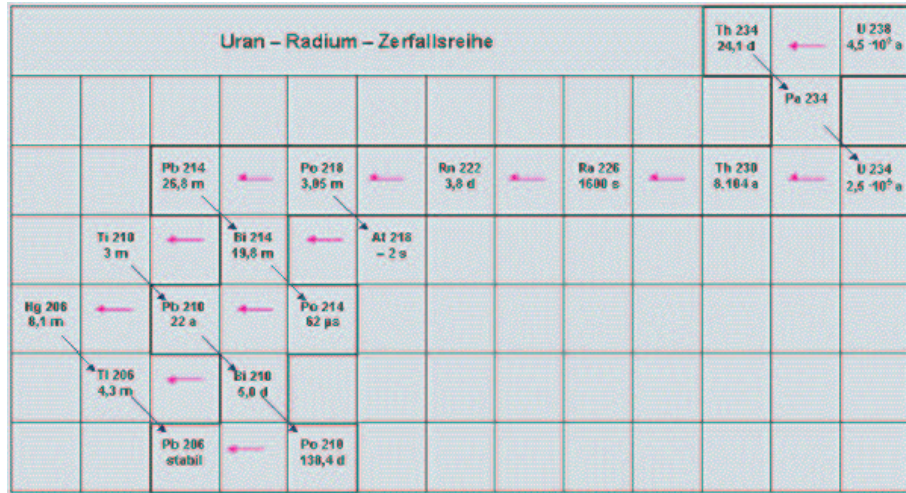 Uran – Radium – Zerfallsreihe
Th 234
24,1 d
U 238
4,5 ·10⁹ a
Pa 234
Pb 214
26,8 m
Po 218
3,05 m
Rn 222
3,8 d
Ra 226
1600 s
Th 230
8.104 a
U 234
2,5 ·10⁵ a
Ti 210
3 m
Bi 214
19,8 m
At 218
~ 2 s
Hg 206
8,1 m
Pb 210
22 a
Po 214
62 µs
Tl 206
4,3 m
Bi 210
5,0 d
Pb 206
stabil
Po 210
138,4 d